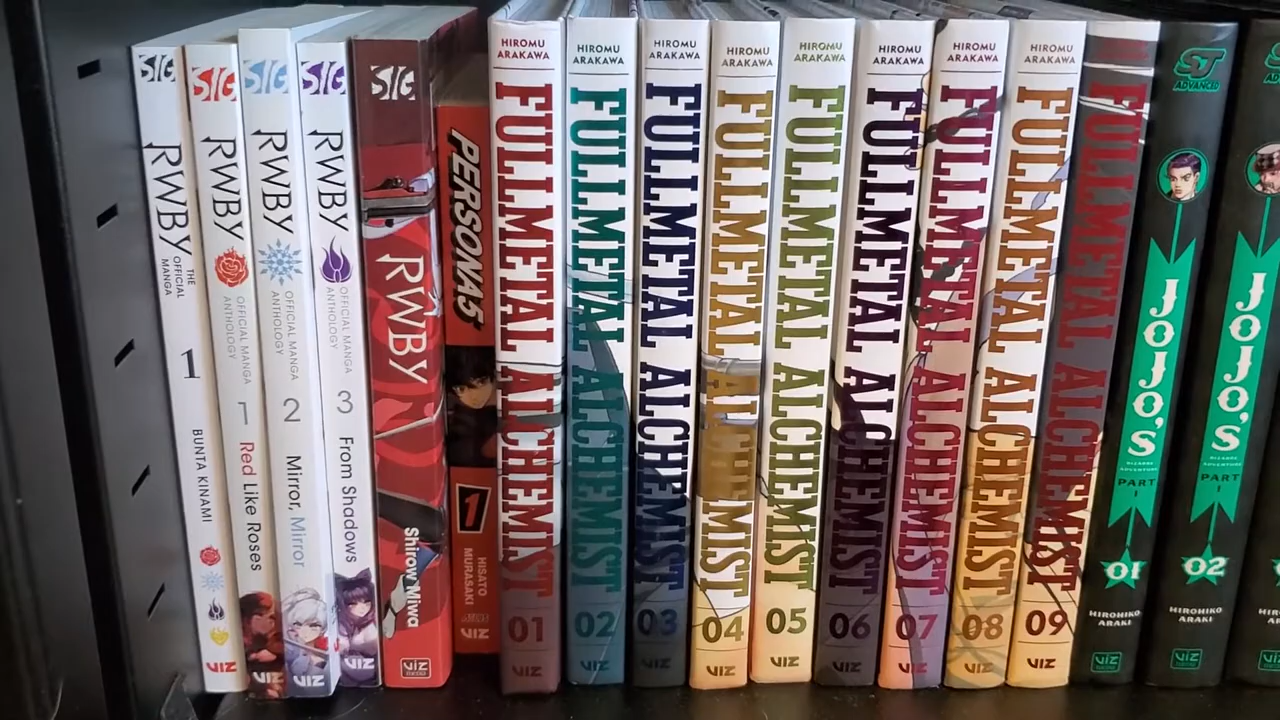 SIG
RWBY
THE
OFFICIAL
MANGA
1
BUNTA KINAMI
VIZ
SIG
RWBY
OFFICIAL MANGA
ANTHOLOGY
1
Red Like Roses
VIZ
SIG
RWBY
OFFICIAL MANGA
ANTHOLOGY
2
Mirror, Mirror
VIZ
SIG
RWBY
OFFICIAL MANGA
ANTHOLOGY
3
From Shadows
VIZ
SIG
RWBY
Shirow Miwa
VIZ
PERSONA5
1
HISATO
MURASAKI
VIZ
HIROMU
ARAKAWA
FULLMETAL ALCHEMIST
01
VIZ
HIROMU
ARAKAWA
FULLMETAL ALCHEMIST
02
VIZ
HIROMU
ARAKAWA
FULLMETAL ALCHEMIST
03
VIZ
HIROMU
ARAKAWA
FULLMETAL ALCHEMIST
04
VIZ
HIROMU
ARAKAWA
FULLMETAL ALCHEMIST
05
VIZ
HIROMU
ARAKAWA
FULLMETAL ALCHEMIST
06
VIZ
HIROMU
ARAKAWA
FULLMETAL ALCHEMIST
07
VIZ
HIROMU
ARAKAWA
FULLMETAL ALCHEMIST
08
VIZ
FULLMETAL ALCHEMIST
09
VIZ
ADVANCED
JOJO'S
BIZARRE
ADVENTURE
PART
1
01
HIROHIKO
ARAKI
VIZ
JOJO'S
BIZARRE
ADVENTURE
PART
1
02
HIROHIKO
ARAKI
VIZ